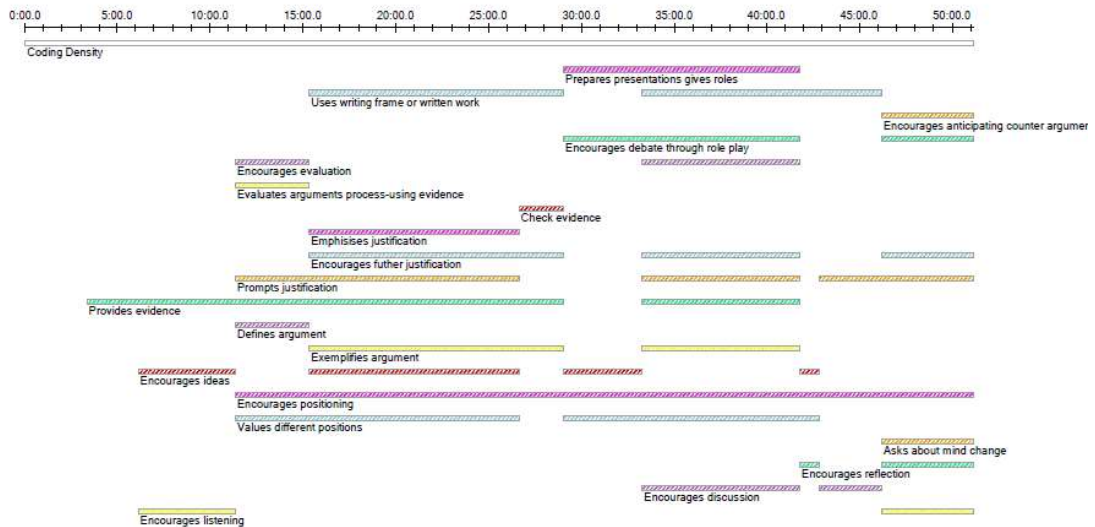 0:00.0 5:00.0 10:00.0 15:00.0 20:00.0 25:00.0 30:00.0 35:00.0 40:00.0 45:00.0 50:00.0
Coding Density
Prepares presentations gives roles
Uses writing frame or written work
Encourages anticipating counter argumer
Encourages debate through role play
Encourages evaluation
Evaluates arguments process-using evidence
Check evidence
Emphisises justification
Encourages futher justification
Prompts justification
Provides evidence
Defines argument
Exemplifies argument
Encourages ideas
Encourages positioning
Values different positions
Asks about mind change
Encourages reflection
Encourages discussion
Encourages listening